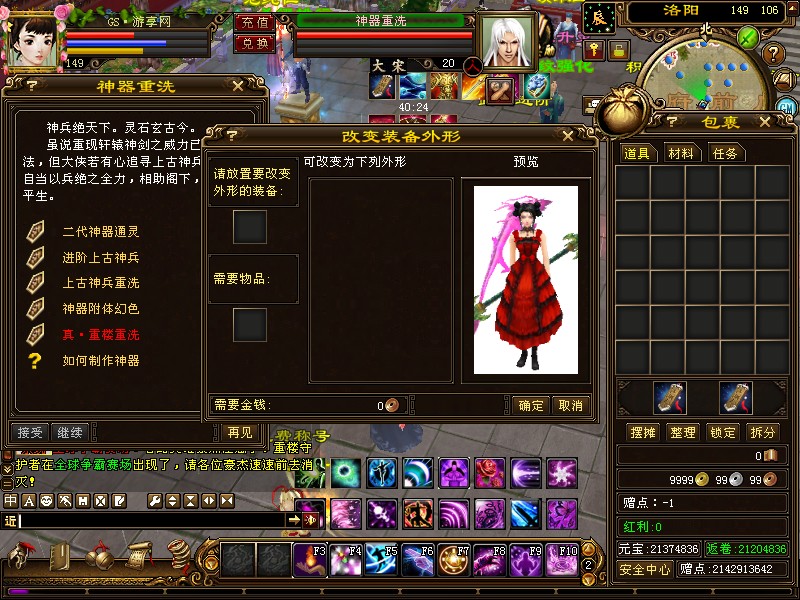 GS·游享网
149
充值
兑换
神器重洗
大宋
20
40:24
洛阳
149 106
北
辰
神器重洗
神兵绝天下。灵石玄古今。
虽说重现轩辕神剑之威力已
法，但大侠若有心追寻上古神兵
自当以兵绝之全力，相助阁下，
平生。
二代神器通灵
进阶上古神兵
上古神兵重洗
神器附体幻色
真·重楼重洗
如何制作神器
接受
继续
再见
改变装备外形
请放置要改变
外形的装备:
可改变为下列外形
预览
需要物品:
需要金钱:
0
确定
取消
包裹
道具
材料
任务
摆摊
整理
锁定
拆分
0
9999 99 99
赠点：-1
红利:0
元宝:21374836
返卷:21204836
安全中心
赠点：2142913642
重楼守
护者在全球争霸赛场出现了，请各位豪杰速速前去消
灭！
近
F3
F4
F5
F6
F7
F8
F9
F10
2